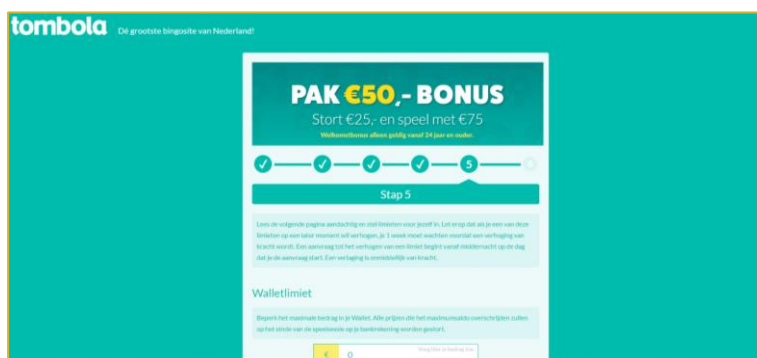 tombola Dé grootste bingosite van Nederland!
PAK €50,- BONUS
Stort €25,- en speel met €75
Welkomstbonus alleen geldig vanaf 24 jaar en ouder.
5
Stap 5
Lees de volgende pagina aandachtig en stel limieten voor jezelf in. Let erop dat als je een van deze
limieten op een later moment wil verhogen, je 1 week moet wachten voordat een verhoging van
kracht wordt. Een aanvraag tot het verhogen van een limiet begint vanaf middernacht op de dag
dat je de aanvraag start. Een verlaging is onmiddellijk van kracht.
Walletlimiet
Beperk het maximale bedrag in je Wallet. Alle prijzen die het maximumsaldo overschrijden zullen
op het einde van de speelsessie op je bankrekening worden gestort.
€ 0